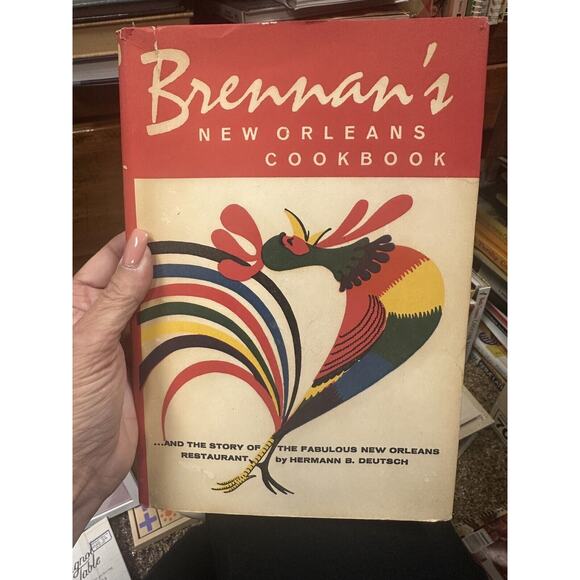 Brennan's
NEW ORLEANS
COOKBOOK
...AND THE STORY OF THE FABULOUS NEW ORLEANS
RESTAURANT by HERMANN B. DEUTSCH